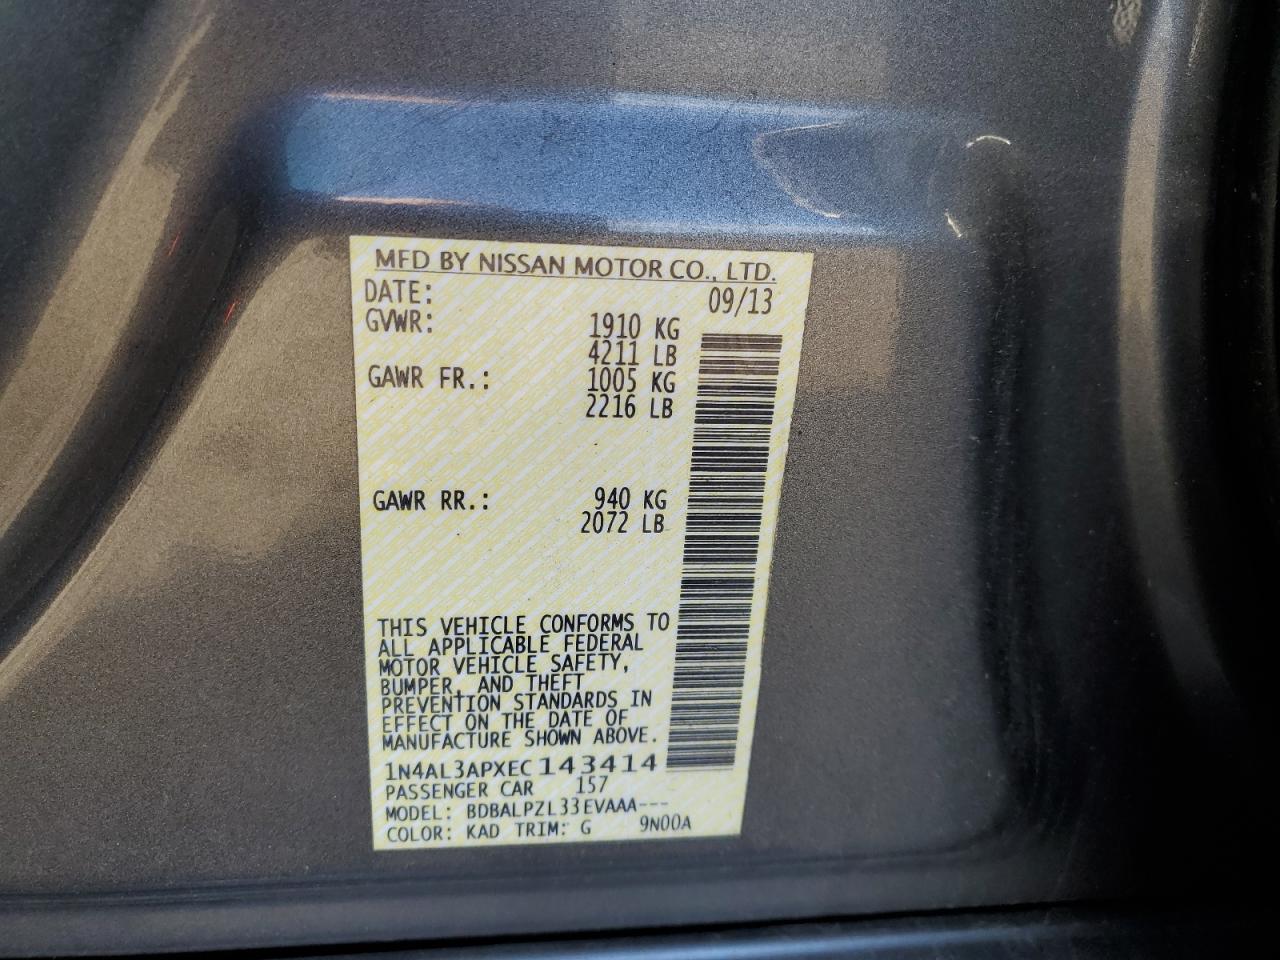 MFD BY NISSAN MOTOR CO., LTD.
DATE: 09/13
GVWR: 1910 KG
4211 LB
GAWR FR.: 1005 KG
2216 LB
GAWR RR.: 940 KG
2072 LB
THIS VEHICLE CONFORMS TO
ALL APPLICABLE FEDERAL
MOTOR VEHICLE SAFETY,
BUMPER, AND THEFT
PREVENTION STANDARDS IN
EFFECT ON THE DATE OF
MANUFACTURE SHOWN ABOVE.
1N4AL3APXEC143414
PASSENGER CAR 157
MODEL: BDBALPZL33EVAAA---
COLOR: KAD TRIM: G 9N00A